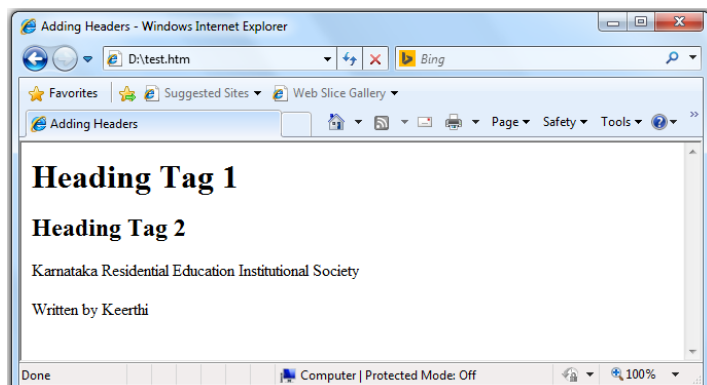 Adding Headers - Windows Internet Explorer
D:\test.htm
Bing
Favorites Suggested Sites Web Slice Gallery
Adding Headers Page Safety Tools
Heading Tag 1
Heading Tag 2
Karnataka Residential Education Institutional Society
Written by Keerthi
Done Computer | Protected Mode: Off 100%